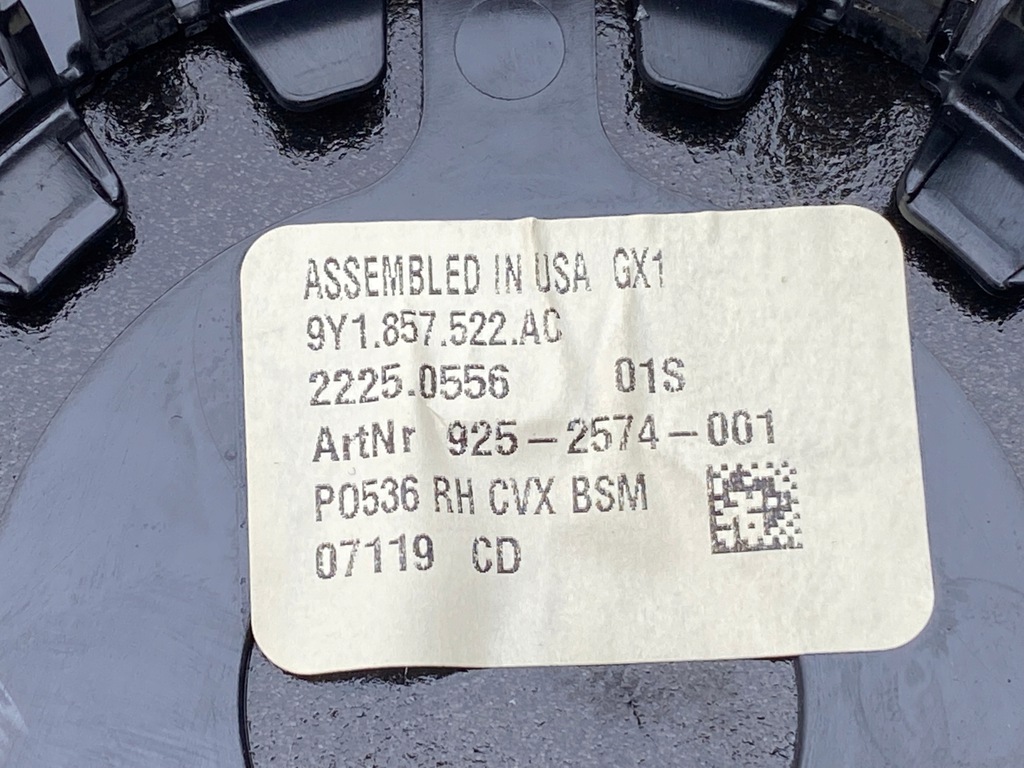 ASSEMBLED IN USA GX1
9Y1.857.522.AC
2225.0556 01S
ArtNr 925-2574-001
PO536 RH CVX BSM
07119 CD